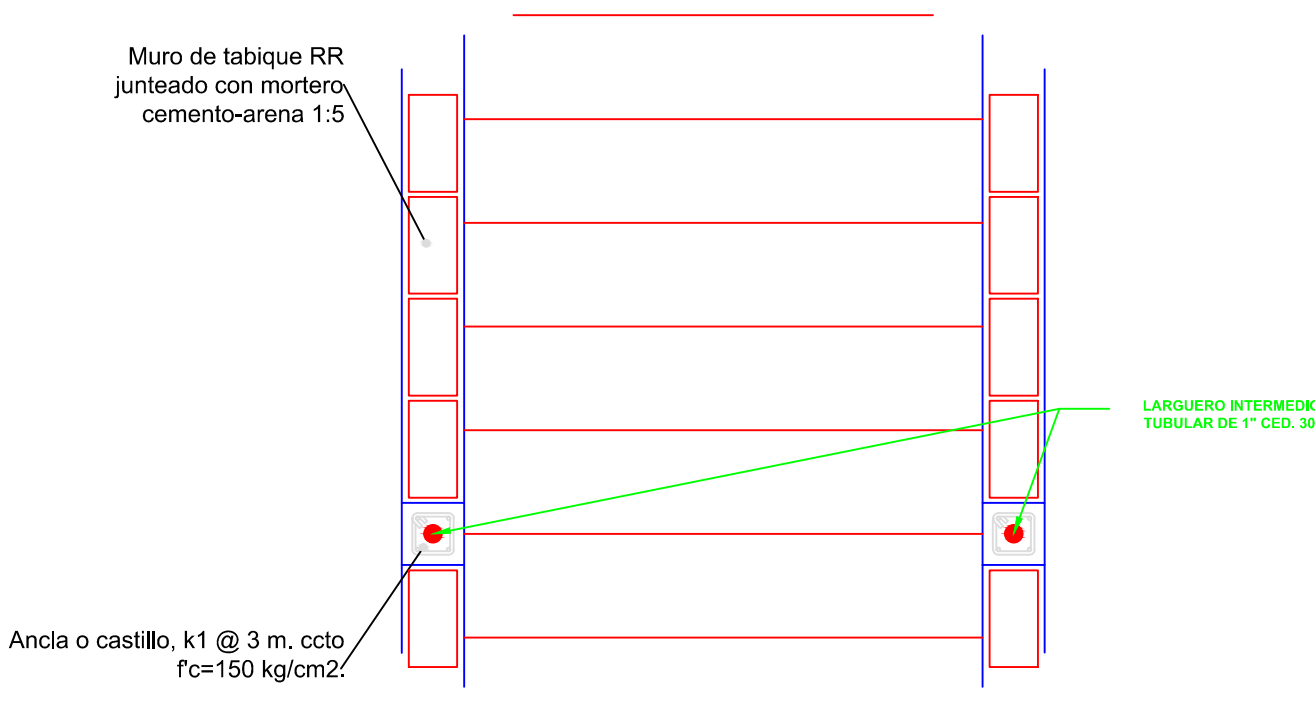 Muro de tabique RR
junteado con mortero
cemento-arena 1:5
LARGUERO INTERMEDIO
TUBULAR DE 1" CED. 30
Ancla o castillo, k1 @ 3 m. ccto
f'c=150 kg/cm2.